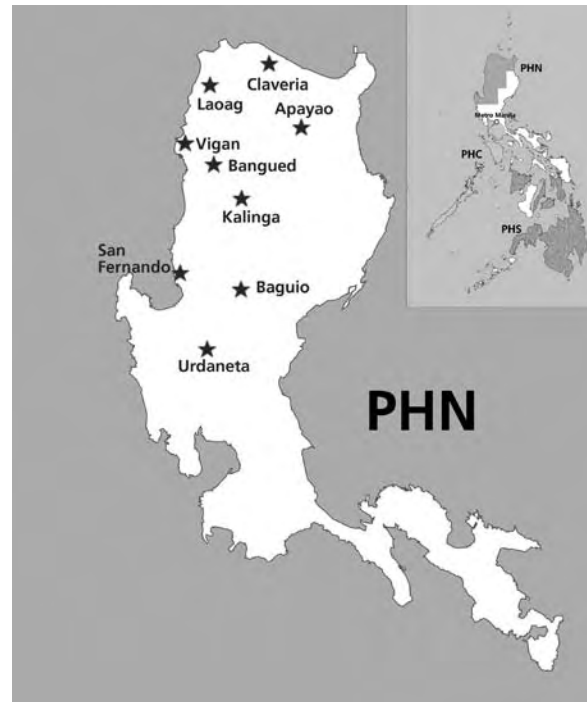 Claveria
Laoag
Apayao
Vigan
Bangued
Kalinga
San
Fernando
Baguio
Urdaneta
PHN
PHN
Metro Manila
PHC
PHS